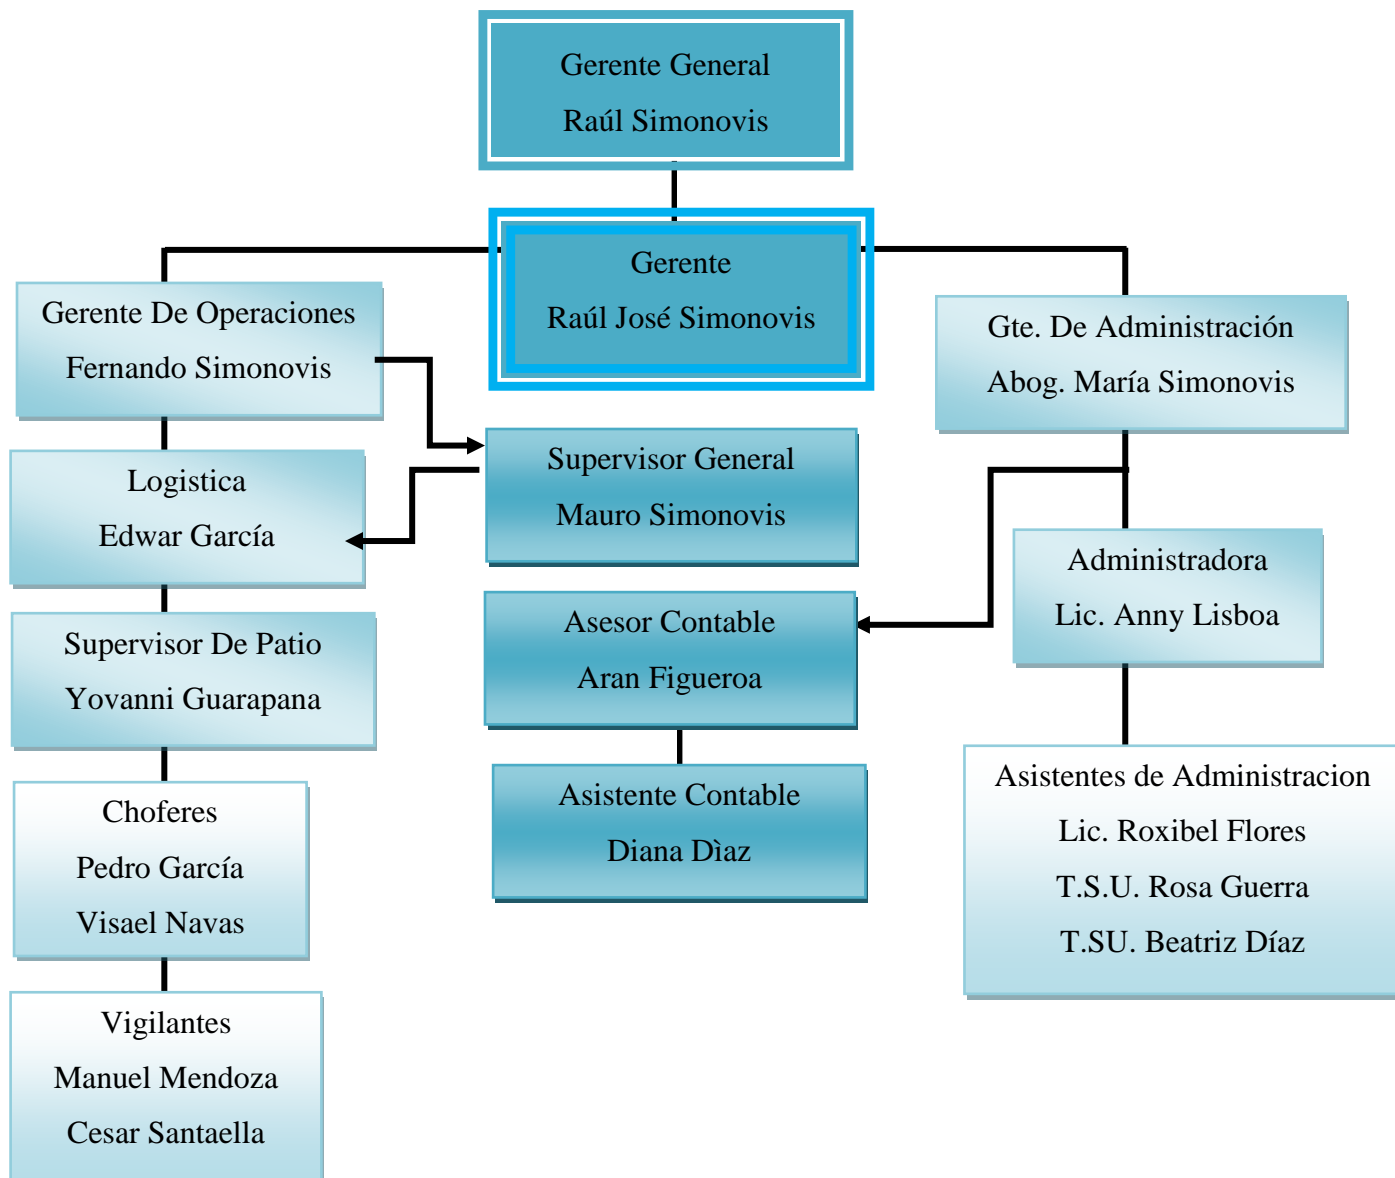 Gerente General
Raúl Simonovis
Gerente
Raúl José Simonovis
Gerente De Operaciones
Fernando Simonovis
Gte. De Administración
Abog. María Simonovis
Supervisor General
Mauro Simonovis
Logistica
Edwar García
Administradora
Lic. Anny Lisboa
Asesor Contable
Aran Figueroa
Supervisor De Patio
Yovanni Guarapana
Asistente Contable
Diana Dìaz
Asistentes de Administracion
Lic. Roxibel Flores
T.S.U. Rosa Guerra
T.SU. Beatriz Díaz
Choferes
Pedro García
Visael Navas
Vigilantes
Manuel Mendoza
Cesar Santaella